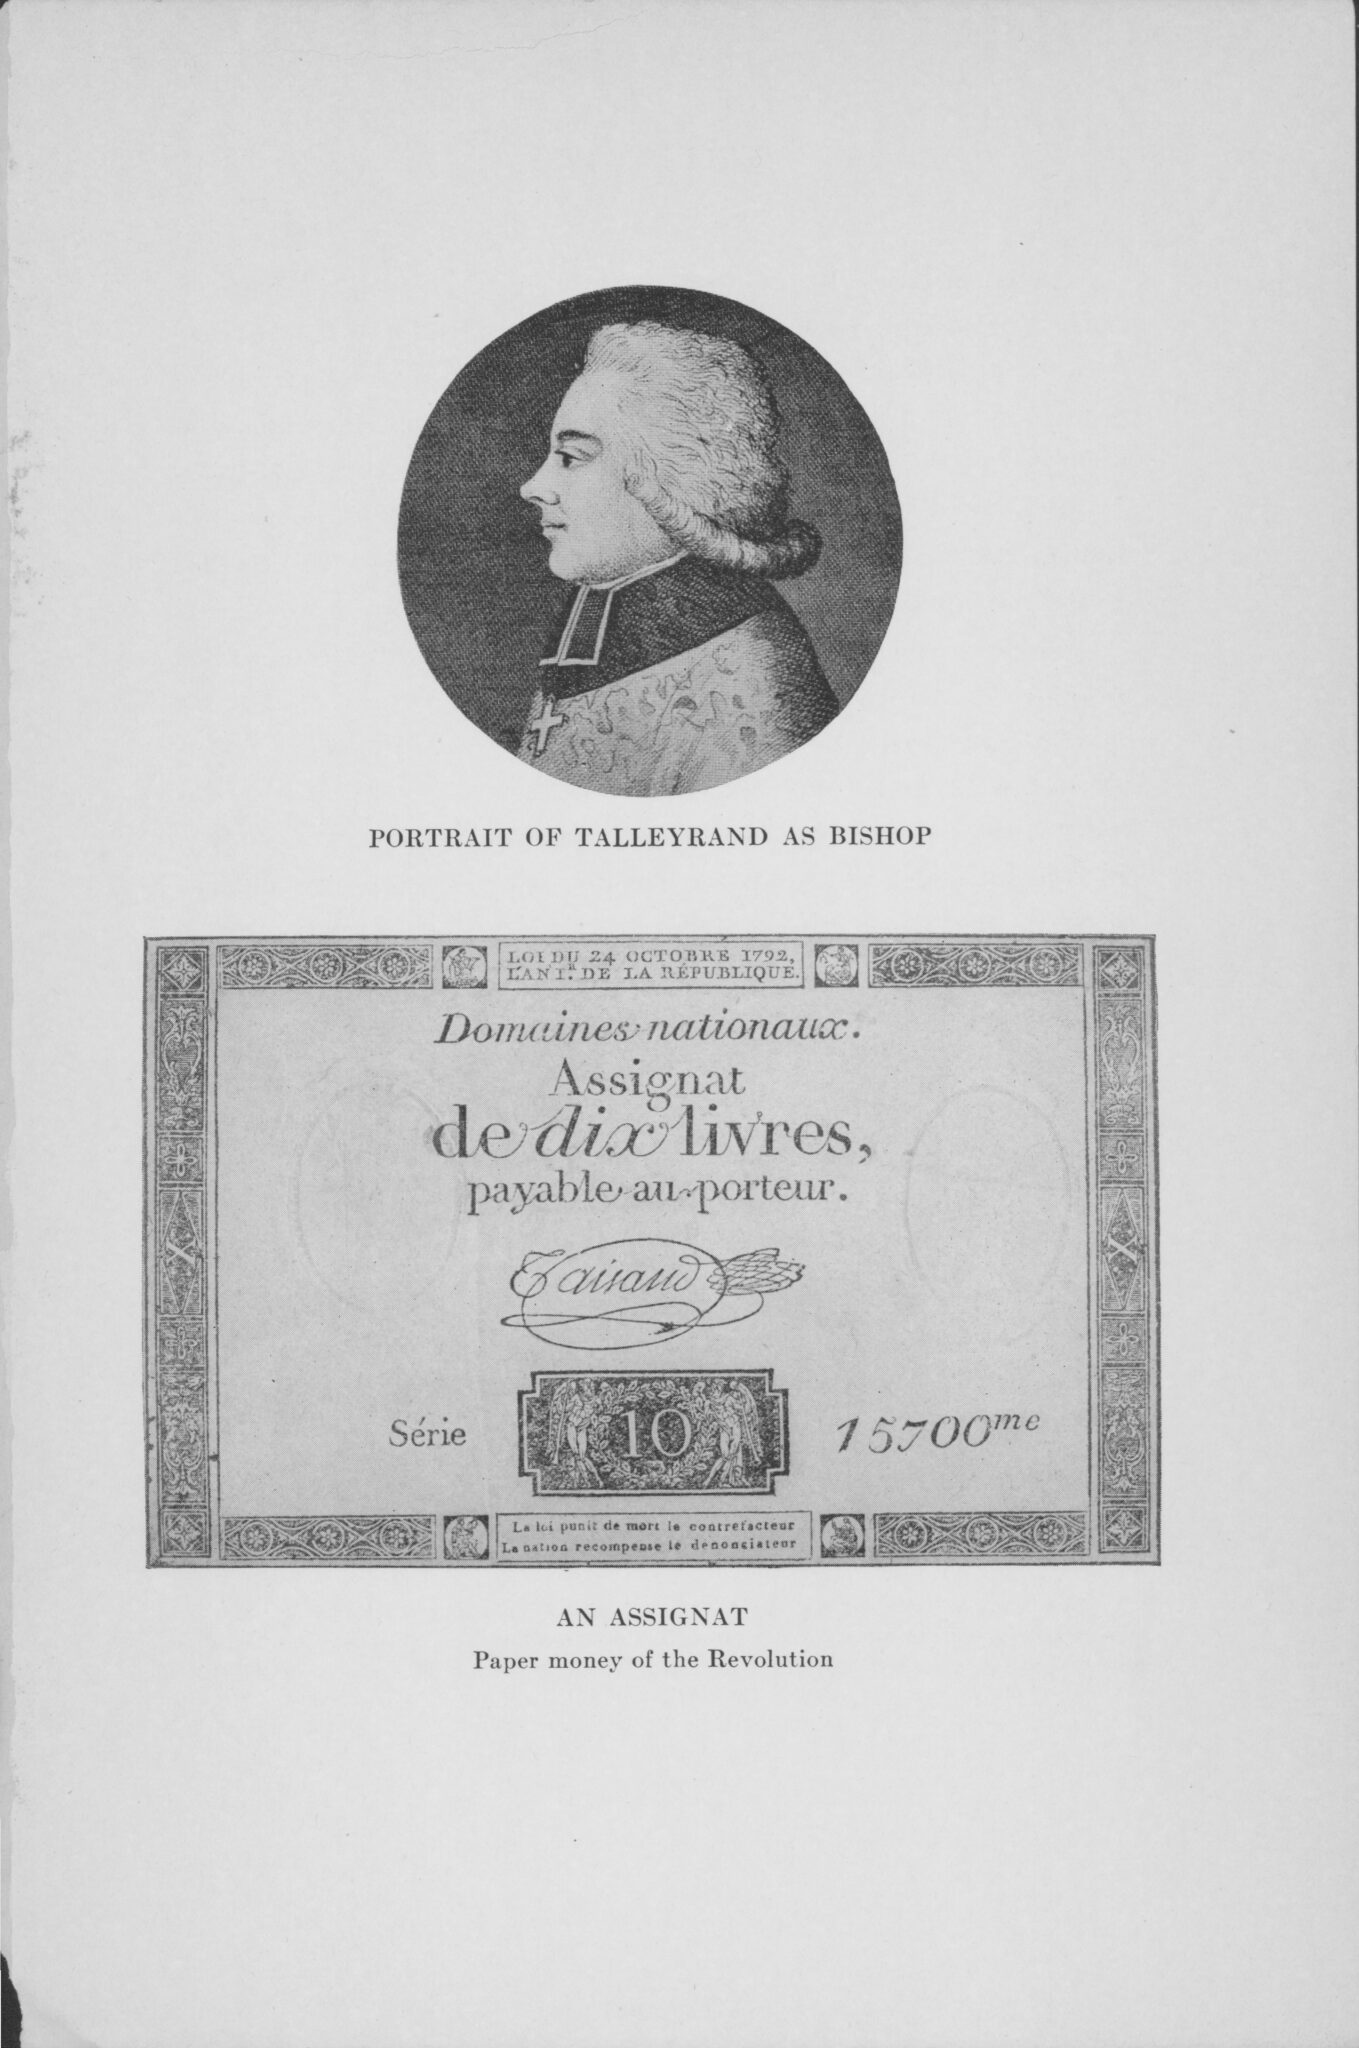 PORTRAIT OF TALLEYRAND AS BISHOP
LOI DU 24 OCTOBRE 1792,
L'AN 1.R DE LA RÉPUBLIQUE.
Domaines nationaux.
Assignat
de dix livres,
payable au porteur.
Taisaud
X
X
Série 10 15700me
La loi punit de mort le contrefacteur
La nation recompense le denonciateur
AN ASSIGNAT
Paper money of the Revolution